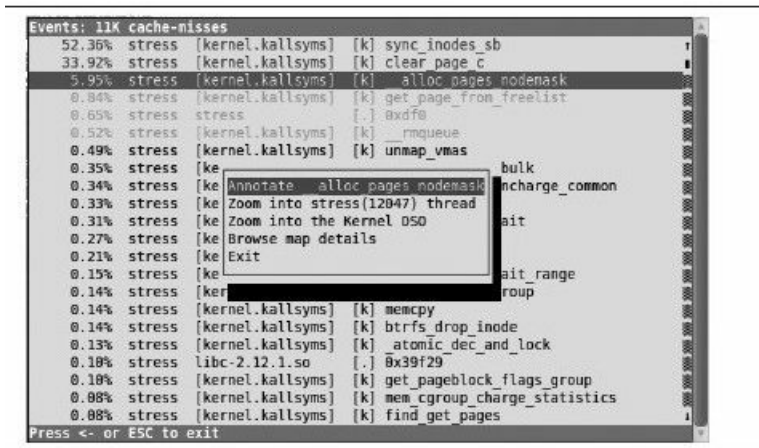 Events: 11K cache-misses
52.36% stress [kernel.kallsyms] [k] sync_inodes_sb
33.92% stress [kernel.kallsyms] [k] clear_page_c
5.95% stress [kernel.kallsyms] [k] __alloc_pages_nodemask
0.84% stress [kernel.kallsyms] [k] get_page_from_freelist
0.65% stress stress [.] 0xdf0
0.52% stress [kernel.kallsyms] [k] __rmqueue
0.49% stress [kernel.kallsyms] [k] unmap_vmas
0.35% stress [ke bulk
0.34% stress [ke Annotate __alloc_pages_nodemask ncharge_common
0.33% stress [ke Zoom into stress(12047) thread
0.31% stress [ke Zoom into the Kernel DSO ait
0.27% stress [ke Browse map details
0.21% stress [ke Exit
0.15% stress [ke ait_range
0.14% stress [ker roup
0.14% stress [kernel.kallsyms] [k] memcpy
0.14% stress [kernel.kallsyms] [k] btrfs_drop_inode
0.13% stress [kernel.kallsyms] [k] _atomic_dec_and_lock
0.10% stress libc-2.12.1.so [.] 0x39f29
0.10% stress [kernel.kallsyms] [k] get_pageblock_flags_group
0.08% stress [kernel.kallsyms] [k] mem_cgroup_charge_statistics
0.08% stress [kernel.kallsyms] [k] find_get_pages
Press <- or ESC to exit